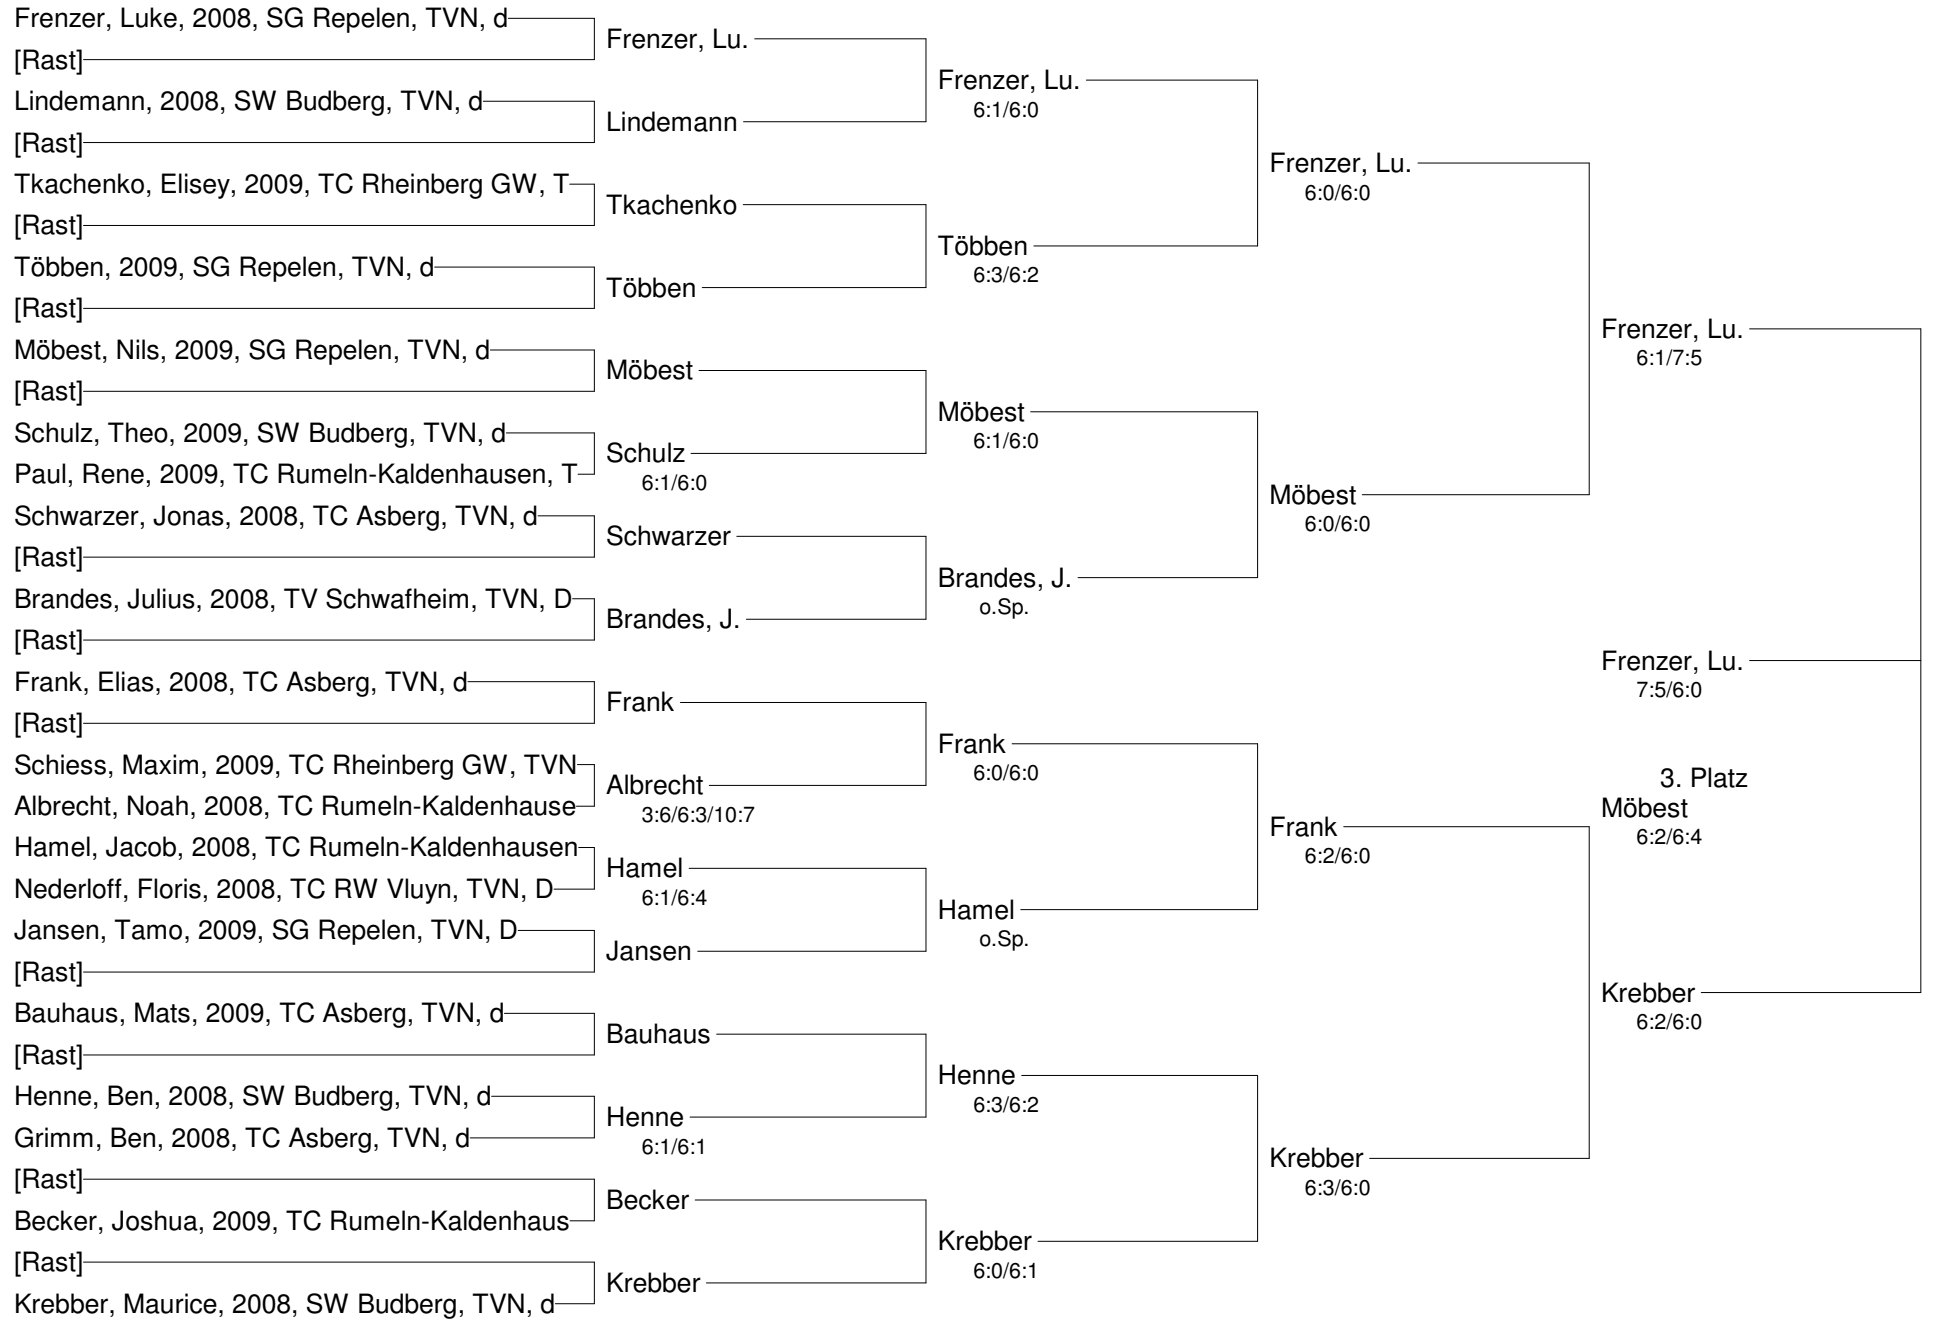 Frenzer, Luke, 2008, SG Repelen, TVN, d
[Rast]
Lindemann, 2008, SW Budberg, TVN, d
[Rast]
Tkachenko, Elisey, 2009, TC Rheinberg GW, T
[Rast]
Többen, 2009, SG Repelen, TVN, d
[Rast]
Möbest, Nils, 2009, SG Repelen, TVN, d
[Rast]
Schulz, Theo, 2009, SW Budberg, TVN, d
Paul, Rene, 2009, TC Rumeln-Kaldenhausen, T
Schwarzer, Jonas, 2008, TC Asberg, TVN, d
[Rast]
Brandes, Julius, 2008, TV Schwafheim, TVN, D
[Rast]
Frank, Elias, 2008, TC Asberg, TVN, d
[Rast]
Schiess, Maxim, 2009, TC Rheinberg GW, TVN
Albrecht, Noah, 2008, TC Rumeln-Kaldenhause
Hamel, Jacob, 2008, TC Rumeln-Kaldenhausen
Nederloff, Floris, 2008, TC RW Vluyn, TVN, D
Jansen, Tamo, 2009, SG Repelen, TVN, D
[Rast]
Bauhaus, Mats, 2009, TC Asberg, TVN, d
[Rast]
Henne, Ben, 2008, SW Budberg, TVN, d
Grimm, Ben, 2008, TC Asberg, TVN, d
[Rast]
Becker, Joshua, 2009, TC Rumeln-Kaldenhaus
[Rast]
Krebber, Maurice, 2008, SW Budberg, TVN, d
Frenzer, Lu.
Lindemann
Tkachenko
Többen
Möbest
Schulz
6:1/6:0
Schwarzer
Brandes, J.
Frank
Albrecht
3:6/6:3/10:7
Hamel
6:1/6:4
Jansen
Bauhaus
Henne
6:1/6:1
Becker
Krebber
Frenzer, Lu.
6:1/6:0
Többen
6:3/6:2
Möbest
6:1/6:0
Brandes, J.
o.Sp.
Frank
6:0/6:0
Hamel
o.Sp.
Henne
6:3/6:2
Krebber
6:0/6:1
Frenzer, Lu.
6:0/6:0
Möbest
6:0/6:0
Frank
6:2/6:0
Krebber
6:3/6:0
Frenzer, Lu.
6:1/7:5
Frenzer, Lu.
7:5/6:0
3. Platz
Möbest
6:2/6:4
Krebber
6:2/6:0